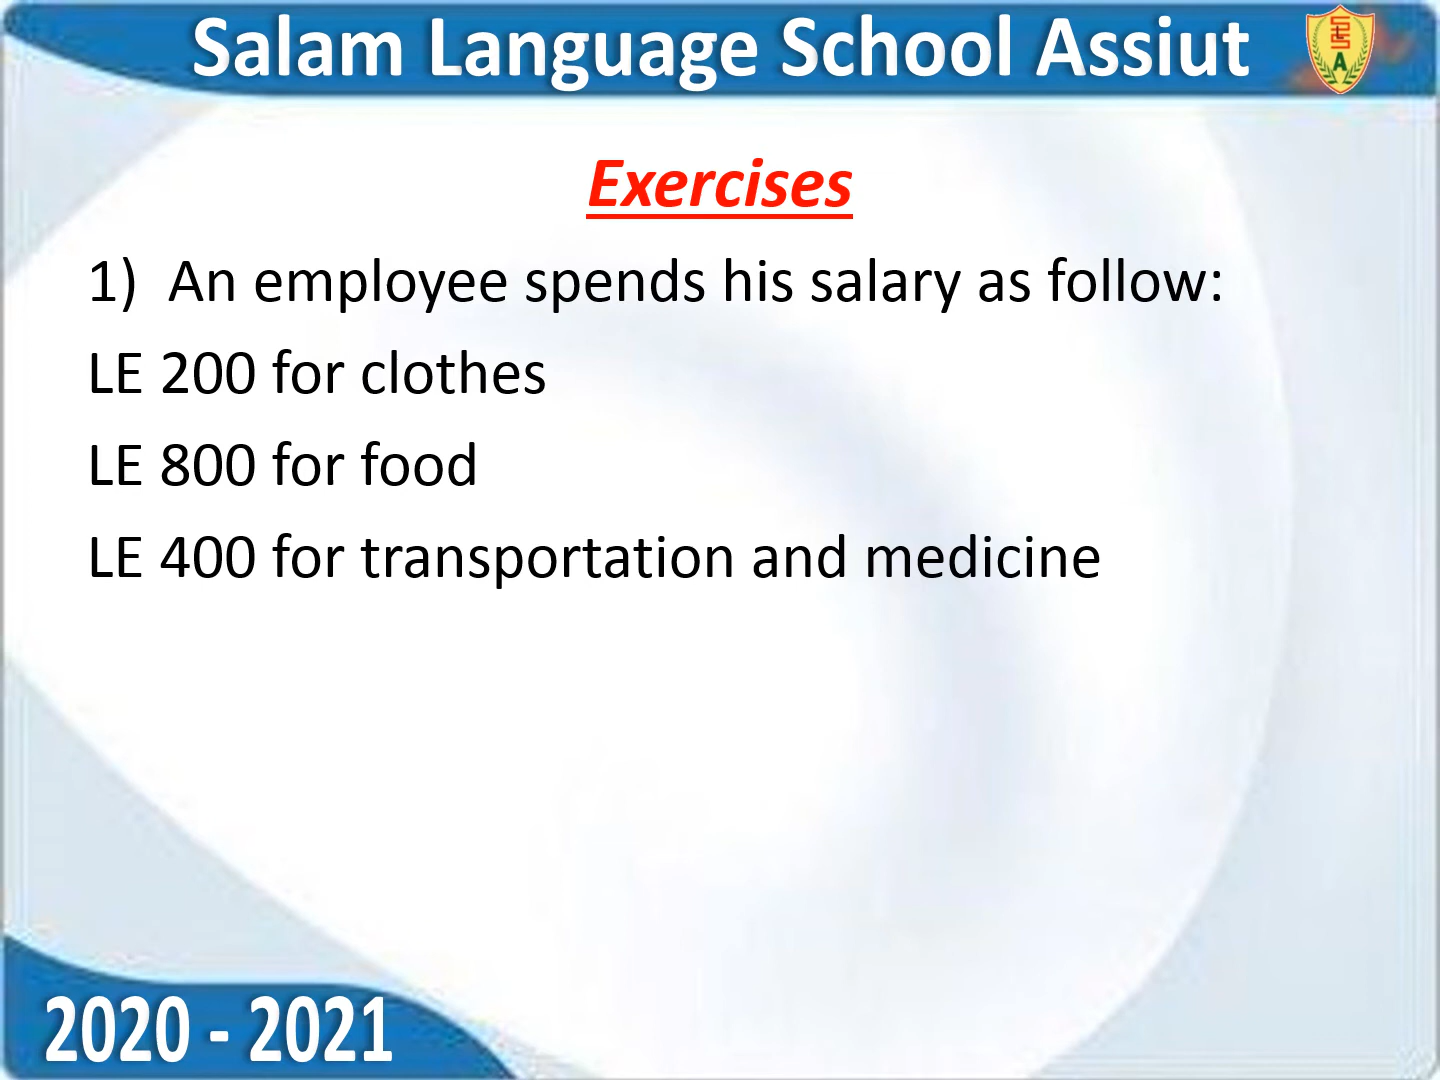 Salam Language School Assiut
Exercises
1) An employee spends his salary as follow:
LE 200 for clothes
LE 800 for food
LE 400 for transportation and medicine
2020 - 2021